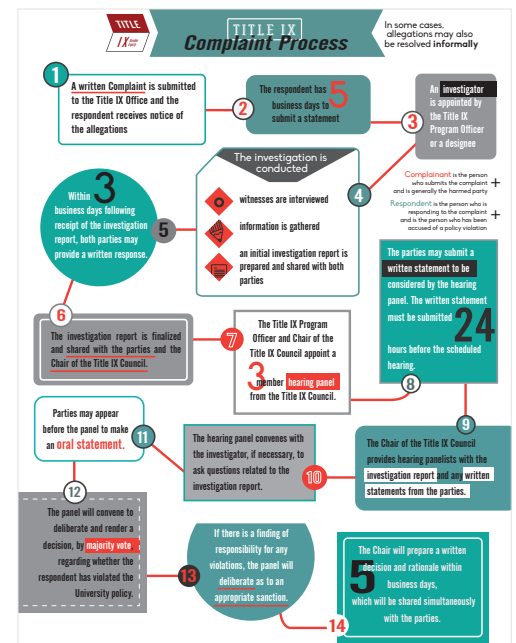 TITLE
IX
TITLE IX
Complaint Process
In some cases,
allegations may also
be resolved informally
1
A written Complaint is submitted
to the Title IX Office and the
respondent receives notice of
the allegations
2
The respondent has 5
business days to
submit a statement
3
An investigator
is appointed by
the Title IX
Program Officer
or a designee
Complainant is the person
who submits the complaint
and is generally the harmed party
+
Respondent is the person who is
responding to the complaint
and is the person who has been
accused of a policy violation
+
4
The investigation is
conducted
witnesses are interviewed
information is gathered
an initial investigation report is
prepared and shared with both
parties
5
Within 3
business days following
receipt of the investigation
report, both parties may
provide a written response.
6
The investigation report is finalized
and shared with the parties and the
Chair of the Title IX Council.
7
The Title IX Program
Officer and Chair of the
Title IX Council appoint a
3 member hearing panel
from the Title IX Council.
The parties may submit a
written statement to be
considered by the hearing
panel. The written statement
must be submitted 24
hours before the scheduled
hearing.
8
9
The Chair of the Title IX Council
provides hearing panelists with the
investigation report and any written
statements from the parties.
10
The hearing panel convenes with
the investigator, if necessary, to
ask questions related to the
investigation report.
11
Parties may appear
before the panel to make
an oral statement.
12
The panel will convene to
deliberate and render a
decision, by majority vote
regarding whether the
respondent has violated the
University policy.
13
If there is a finding of
responsibility for any
violations, the panel will
deliberate as to an
appropriate sanction.
14
The Chair will prepare a written
decision and rationale within
5 business days,
which will be shared simultaneously
with the parties.